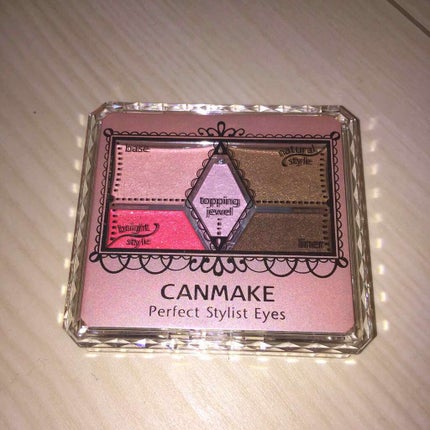 base
natural
style
topping
jewel
bright
style
liner
CANMAKE
Perfect Stylist Eyes